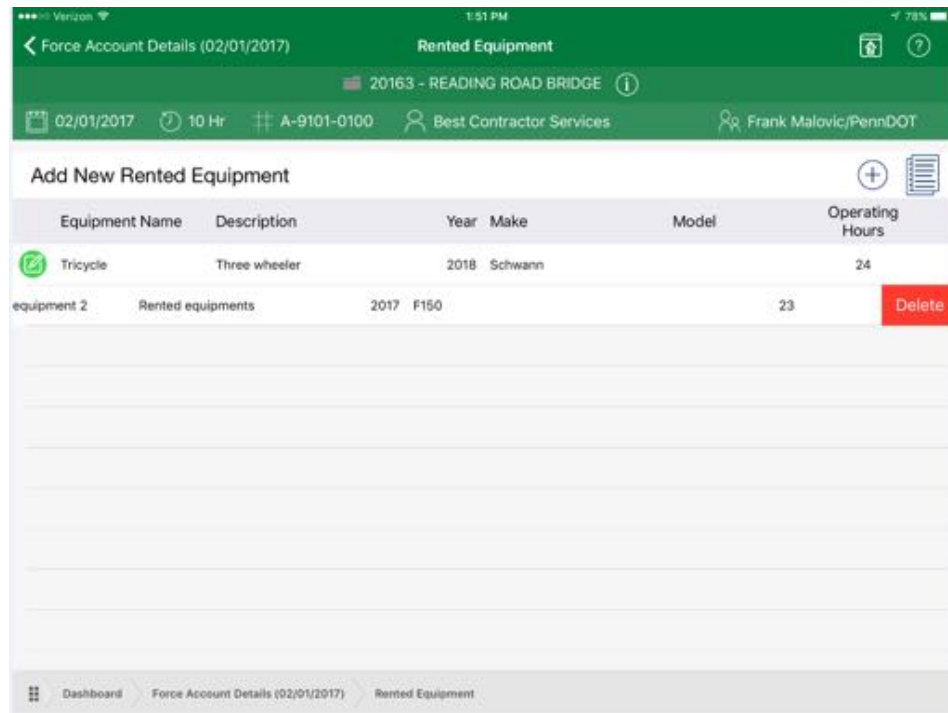 Verizon 1:51 PM 78%
Force Account Details (02/01/2017) Rented Equipment ?
20163 - READING ROAD BRIDGE i
02/01/2017 10 Hr A-9101-0100 Best Contractor Services Frank Malovic/PennDOT
Add New Rented Equipment
Equipment Name Description Year Make Model Operating Hours
Tricycle Three wheeler 2018 Schwann 24
equipment 2 Rented equipments 2017 F150 23 Delete
Dashboard Force Account Details (02/01/2017) Rented Equipment